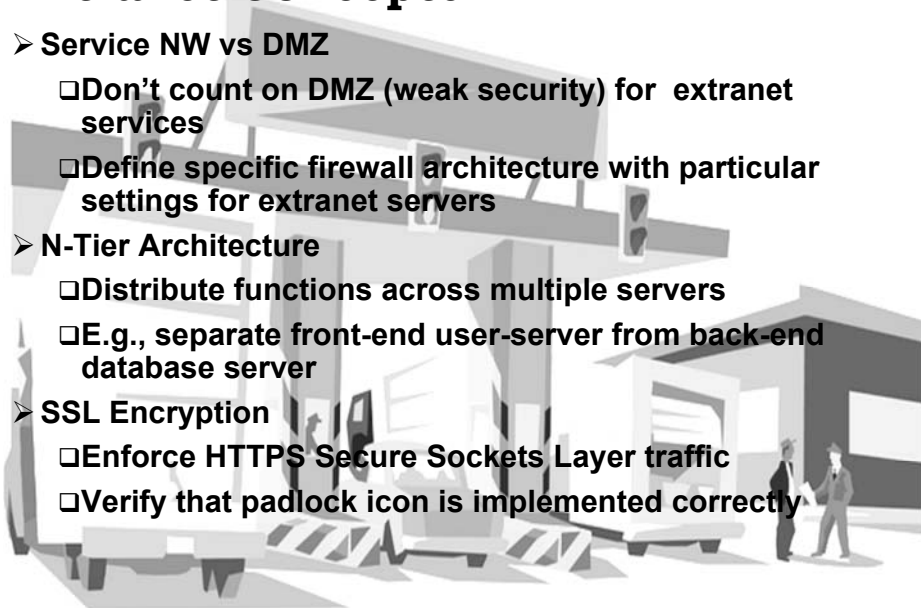 ➢ Service NW vs DMZ
❑Don’t count on DMZ (weak security) for extranet
services
❑Define specific firewall architecture with particular
settings for extranet servers
➢ N-Tier Architecture
❑Distribute functions across multiple servers
❑E.g., separate front-end user-server from back-end
database server
➢ SSL Encryption
❑Enforce HTTPS Secure Sockets Layer traffic
❑Verify that padlock icon is implemented correctly